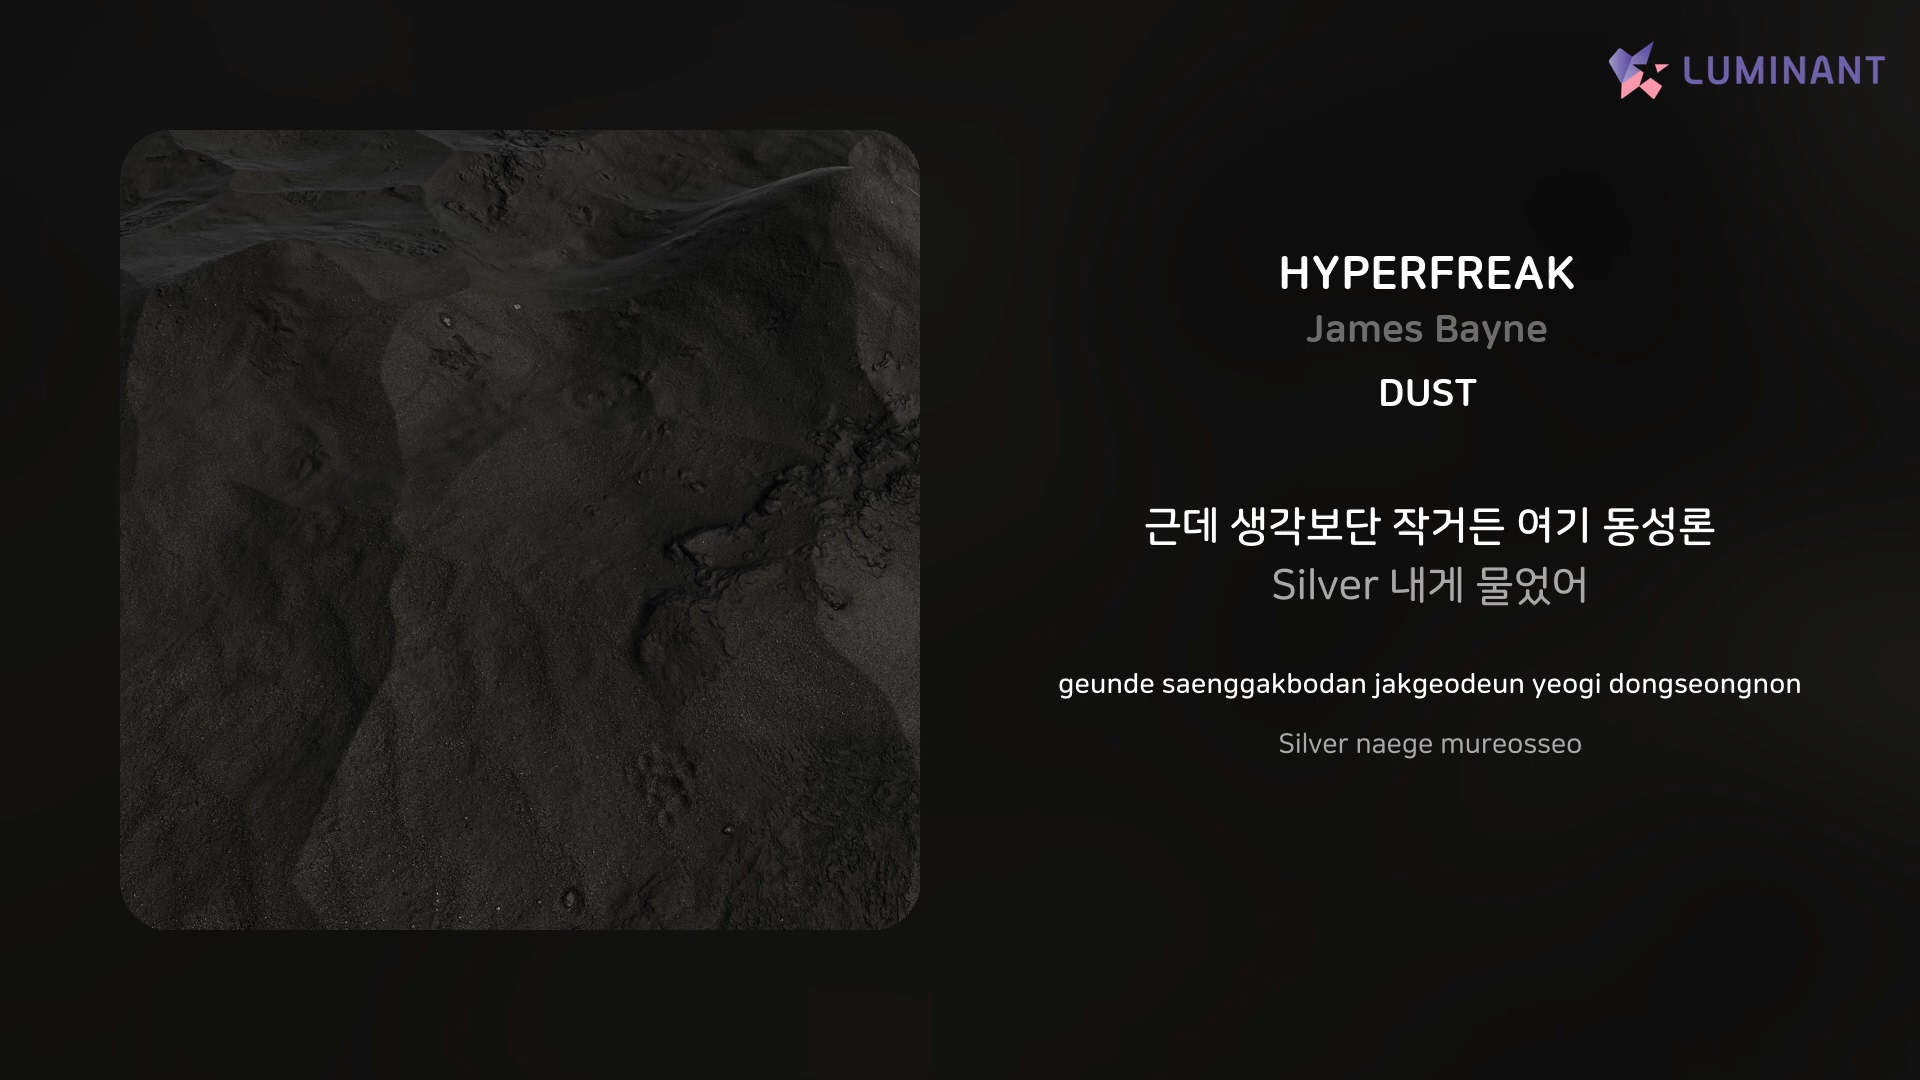 LUMINANT
HYPERFREAK
James Bayne
DUST
근데 생각보단 작거든 여기 동성론
Silver 내게 물었어
geunde saenggakbodan jakgeodeun yeogi dongseongnon
Silver naege mureosseo